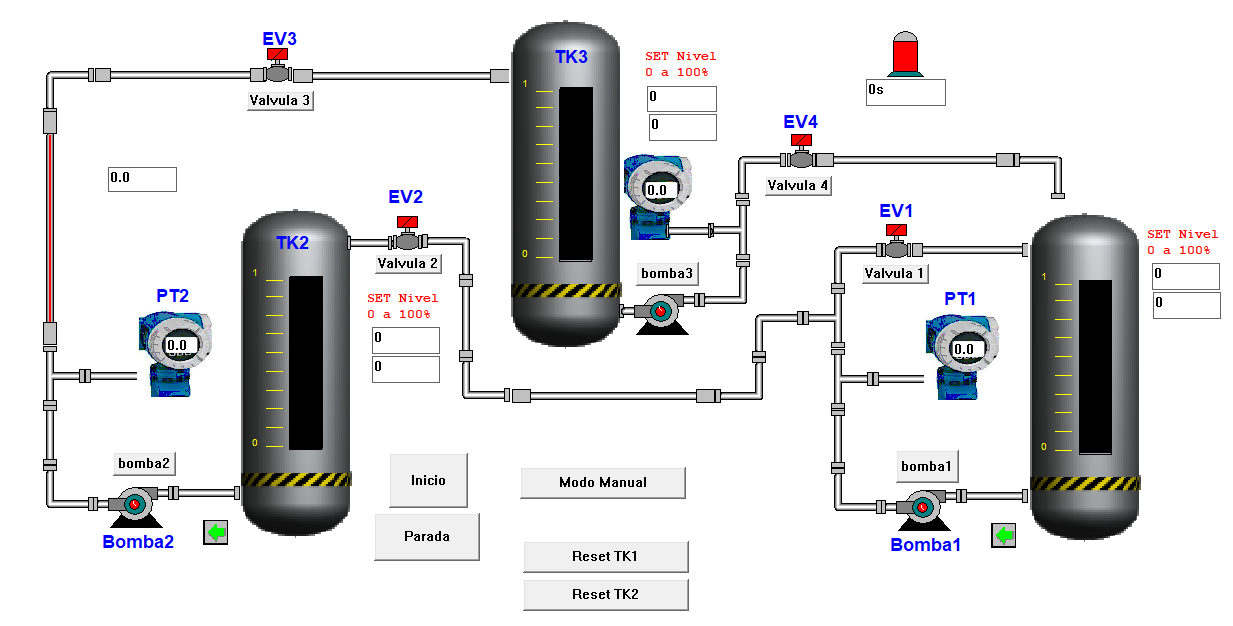 EV3
Valvula 3
TK3
1
0
SET Nivel
0 a 100%
0
0
0s
EV4
Valvula 4
0.0
0.0
EV2
Valvula 2
TK2
1
0
SET Nivel
0 a 100%
0
0
PT2
0.0
bomba3
EV1
Valvula 1
SET Nivel
0 a 100%
0
0
1
0
PT1
0.0
bomba2
Bomba2
Inicio
Parada
Modo Manual
Reset TK1
Reset TK2
bomba1
Bomba1